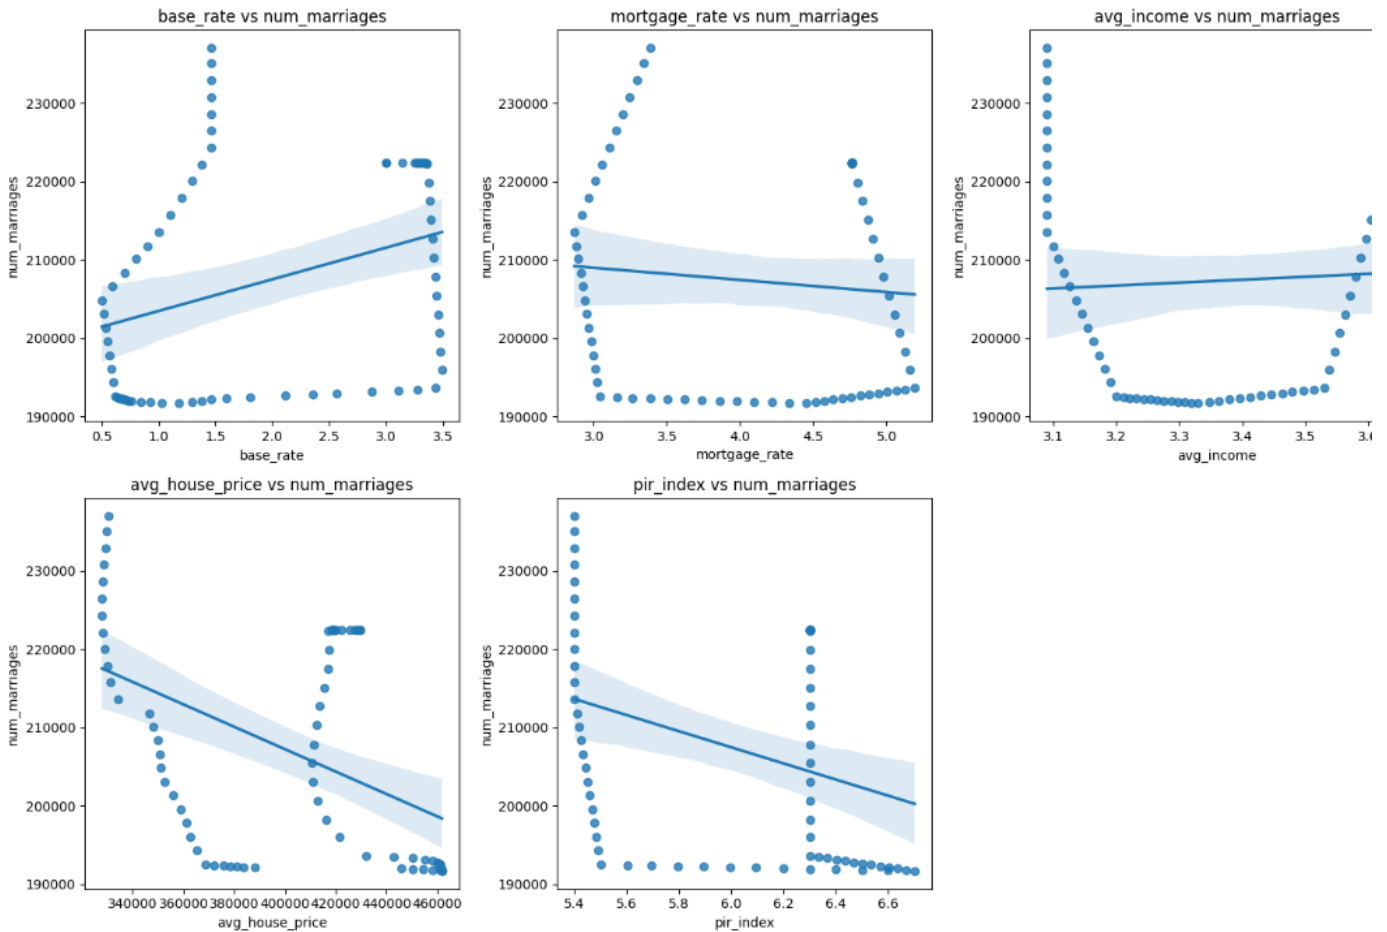 base_rate vs num_marriages
mortgage_rate vs num_marriages
avg_income vs num_marriages
num_marriages
230000
220000
210000
200000
190000
0.5 1.0 1.5 2.0 2.5 3.0 3.5
base_rate
num_marriages
230000
220000
210000
200000
190000
3.0 3.5 4.0 4.5 5.0
mortgage_rate
num_marriages
230000
220000
210000
200000
190000
3.1 3.2 3.3 3.4 3.5 3.6
avg_income
avg_house_price vs num_marriages
pir_index vs num_marriages
num_marriages
230000
220000
210000
200000
190000
340000 360000 380000 400000 420000 440000 460000
avg_house_price
num_marriages
230000
220000
210000
200000
190000
5.4 5.6 5.8 6.0 6.2 6.4 6.6
pir_index